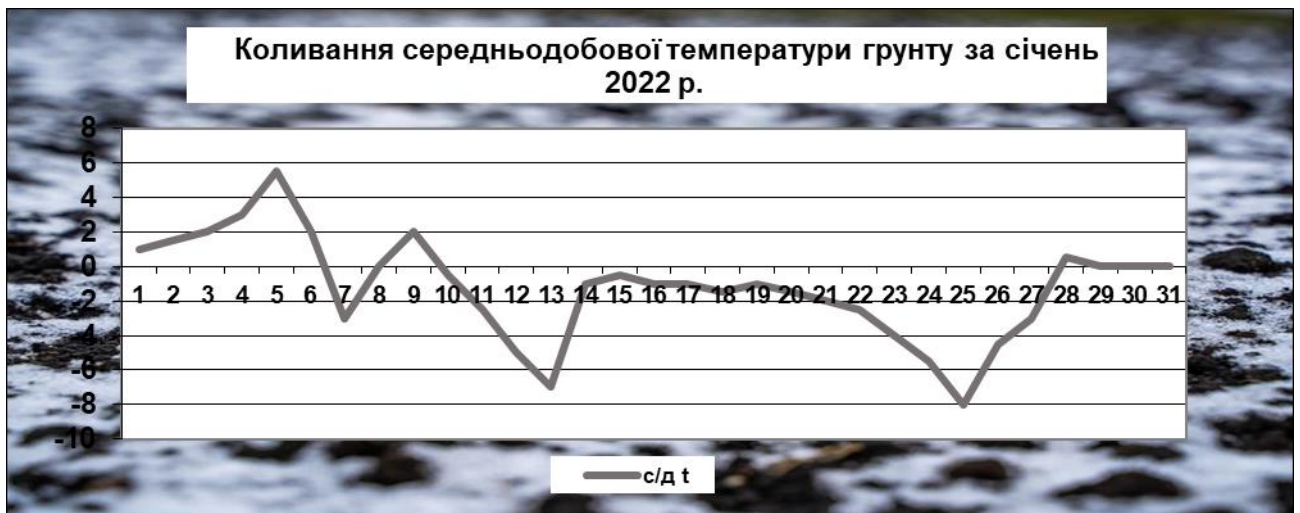 Коливання середньодобової температури грунту за січень
2022 р.
8
6
4
2
0
-2
-4
-6
-8
-10
1 2 3 4 5 6 7 8 9 10 11 12 13 14 15 16 17 18 19 20 21 22 23 24 25 26 27 28 29 30 31
с/д t